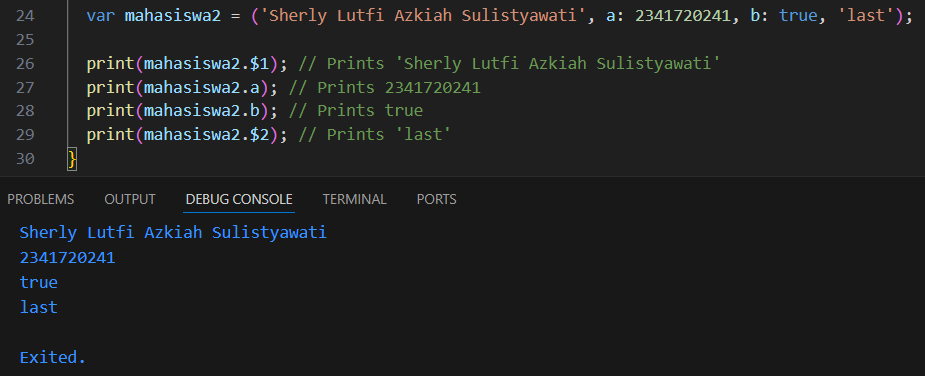 24 var mahasiswa2 = ('Sherly Lutfi Azkiah Sulistyawati', a: 2341720241, b: true, 'last');
25
26 print(mahasiswa2.$1); // Prints 'Sherly Lutfi Azkiah Sulistyawati'
27 print(mahasiswa2.a); // Prints 2341720241
28 print(mahasiswa2.b); // Prints true
29 print(mahasiswa2.$2); // Prints 'last'
30 }
PROBLEMS OUTPUT DEBUG CONSOLE TERMINAL PORTS
Sherly Lutfi Azkiah Sulistyawati
2341720241
true
last
Exited.